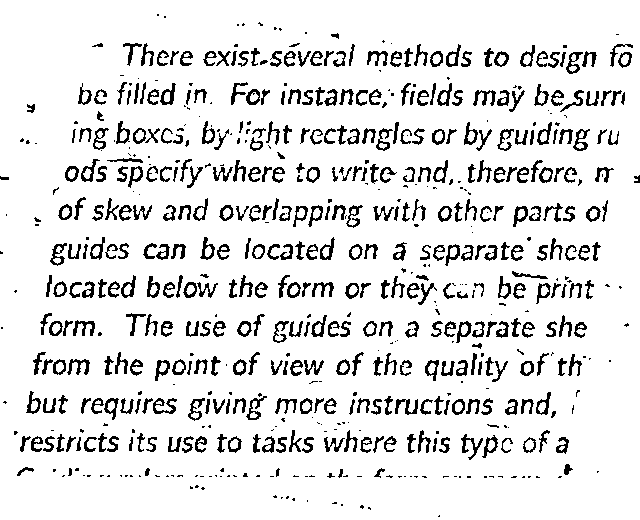 There exist several methods to design fo
be filled in. For instance, fields may be surr
ing boxes, by light rectangles or by guiding ru
ods specify where to write and, therefore, m
of skew and overlapping with other parts of
guides can be located on a separate sheet
located below the form or they can be print
form. The use of guides on a separate she
from the point of view of the quality of th
but requires giving more instructions and,
restricts its use to tasks where this type of a